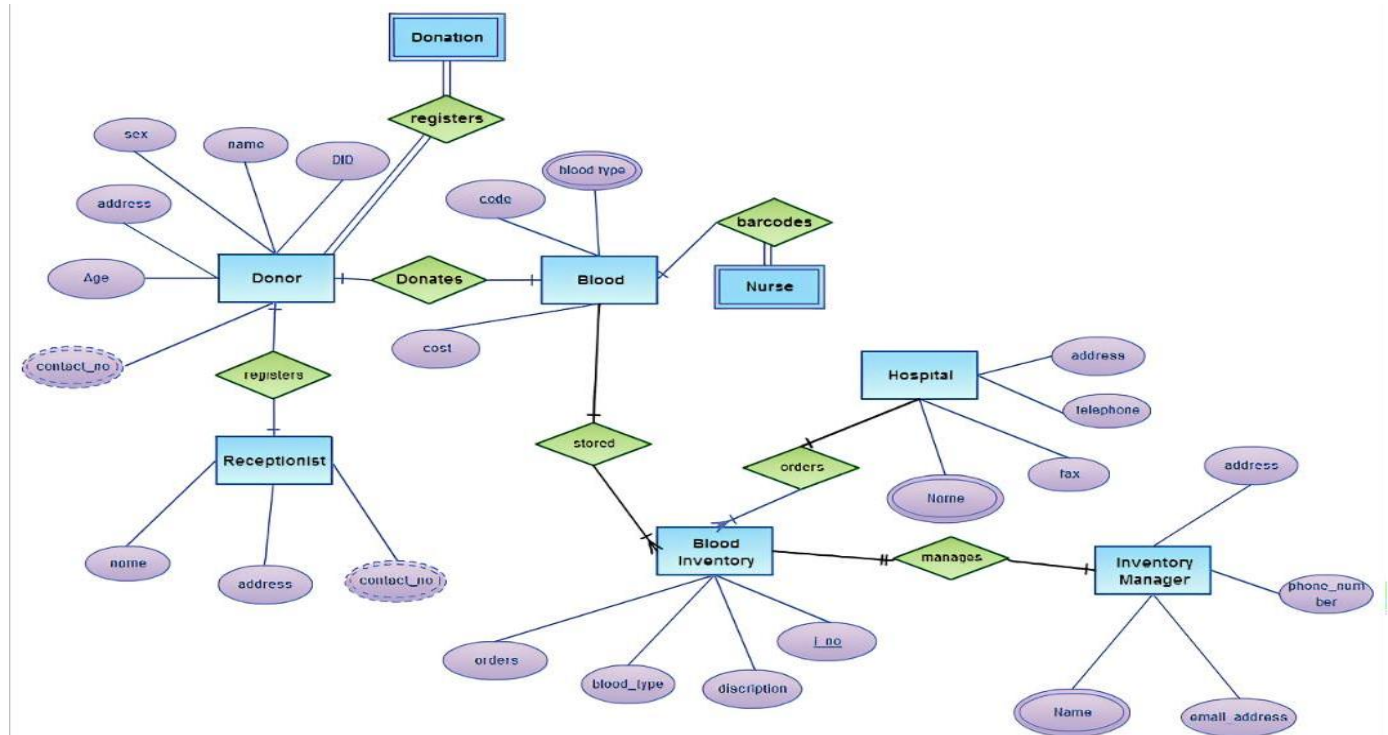 Donation
registers
sex
name
DID
address
Age
Donor
contact_no
Donates
code
blood type
Blood
cost
barcodes
Nurse
registers
Receptionist
name
address
contact_no
stored
Hospital
address
telephone
fax
Name
orders
Blood
Inventory
orders
blood_type
discription
i_no
manages
Inventory
Manager
address
phone_num
ber
Name
email_address